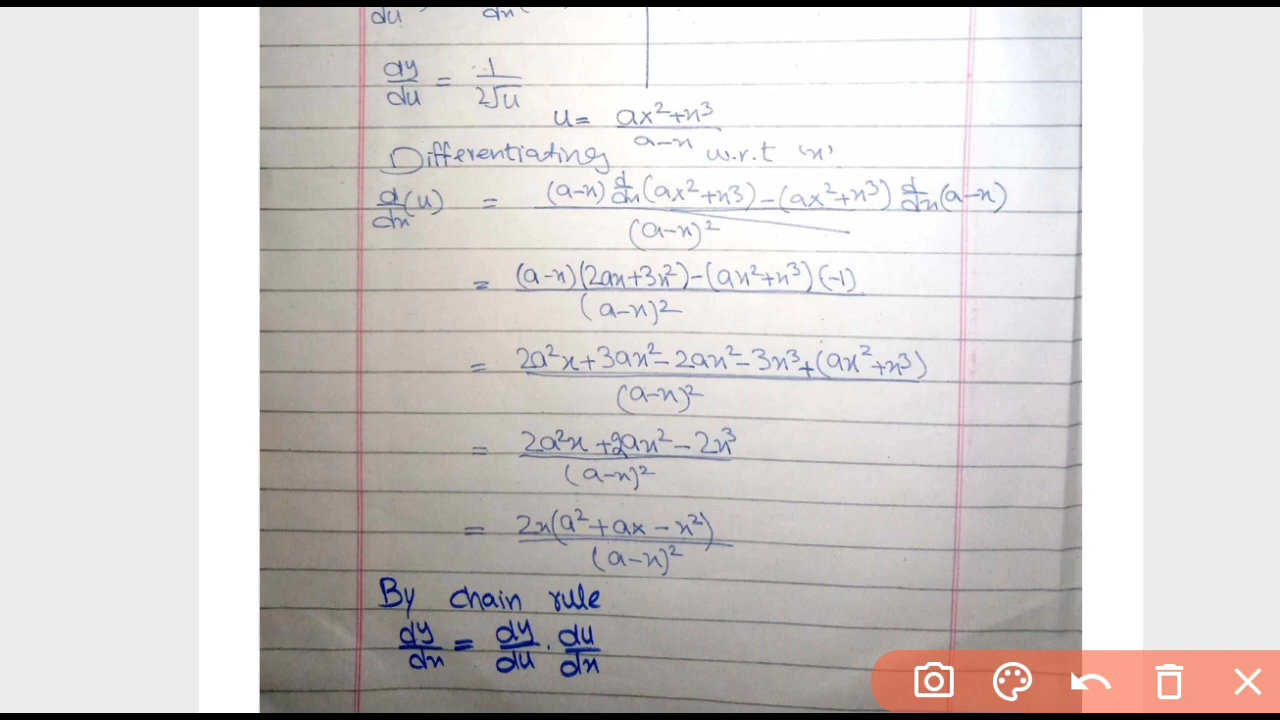 du dx
dy/du = 1/2√u
u = ax²+x³/a-x
Differentiating w.r.t 'x'
d/dx(u) = (a-x) d/dx(ax²+x³) - (ax²+x³) d/dx(a-x)/(a-x)²
= (a-x)(2ax+3x²)-(ax²+x³)(-1)/(a-x)²
= 2a²x+3ax²-2ax²-3x³+(ax²+x³)/(a-x)²
= 2a²x+2ax²-2x³/(a-x)²
= 2x(a²+ax-x²)/(a-x)²
By chain rule
dy/dx = dy/du . du/dx